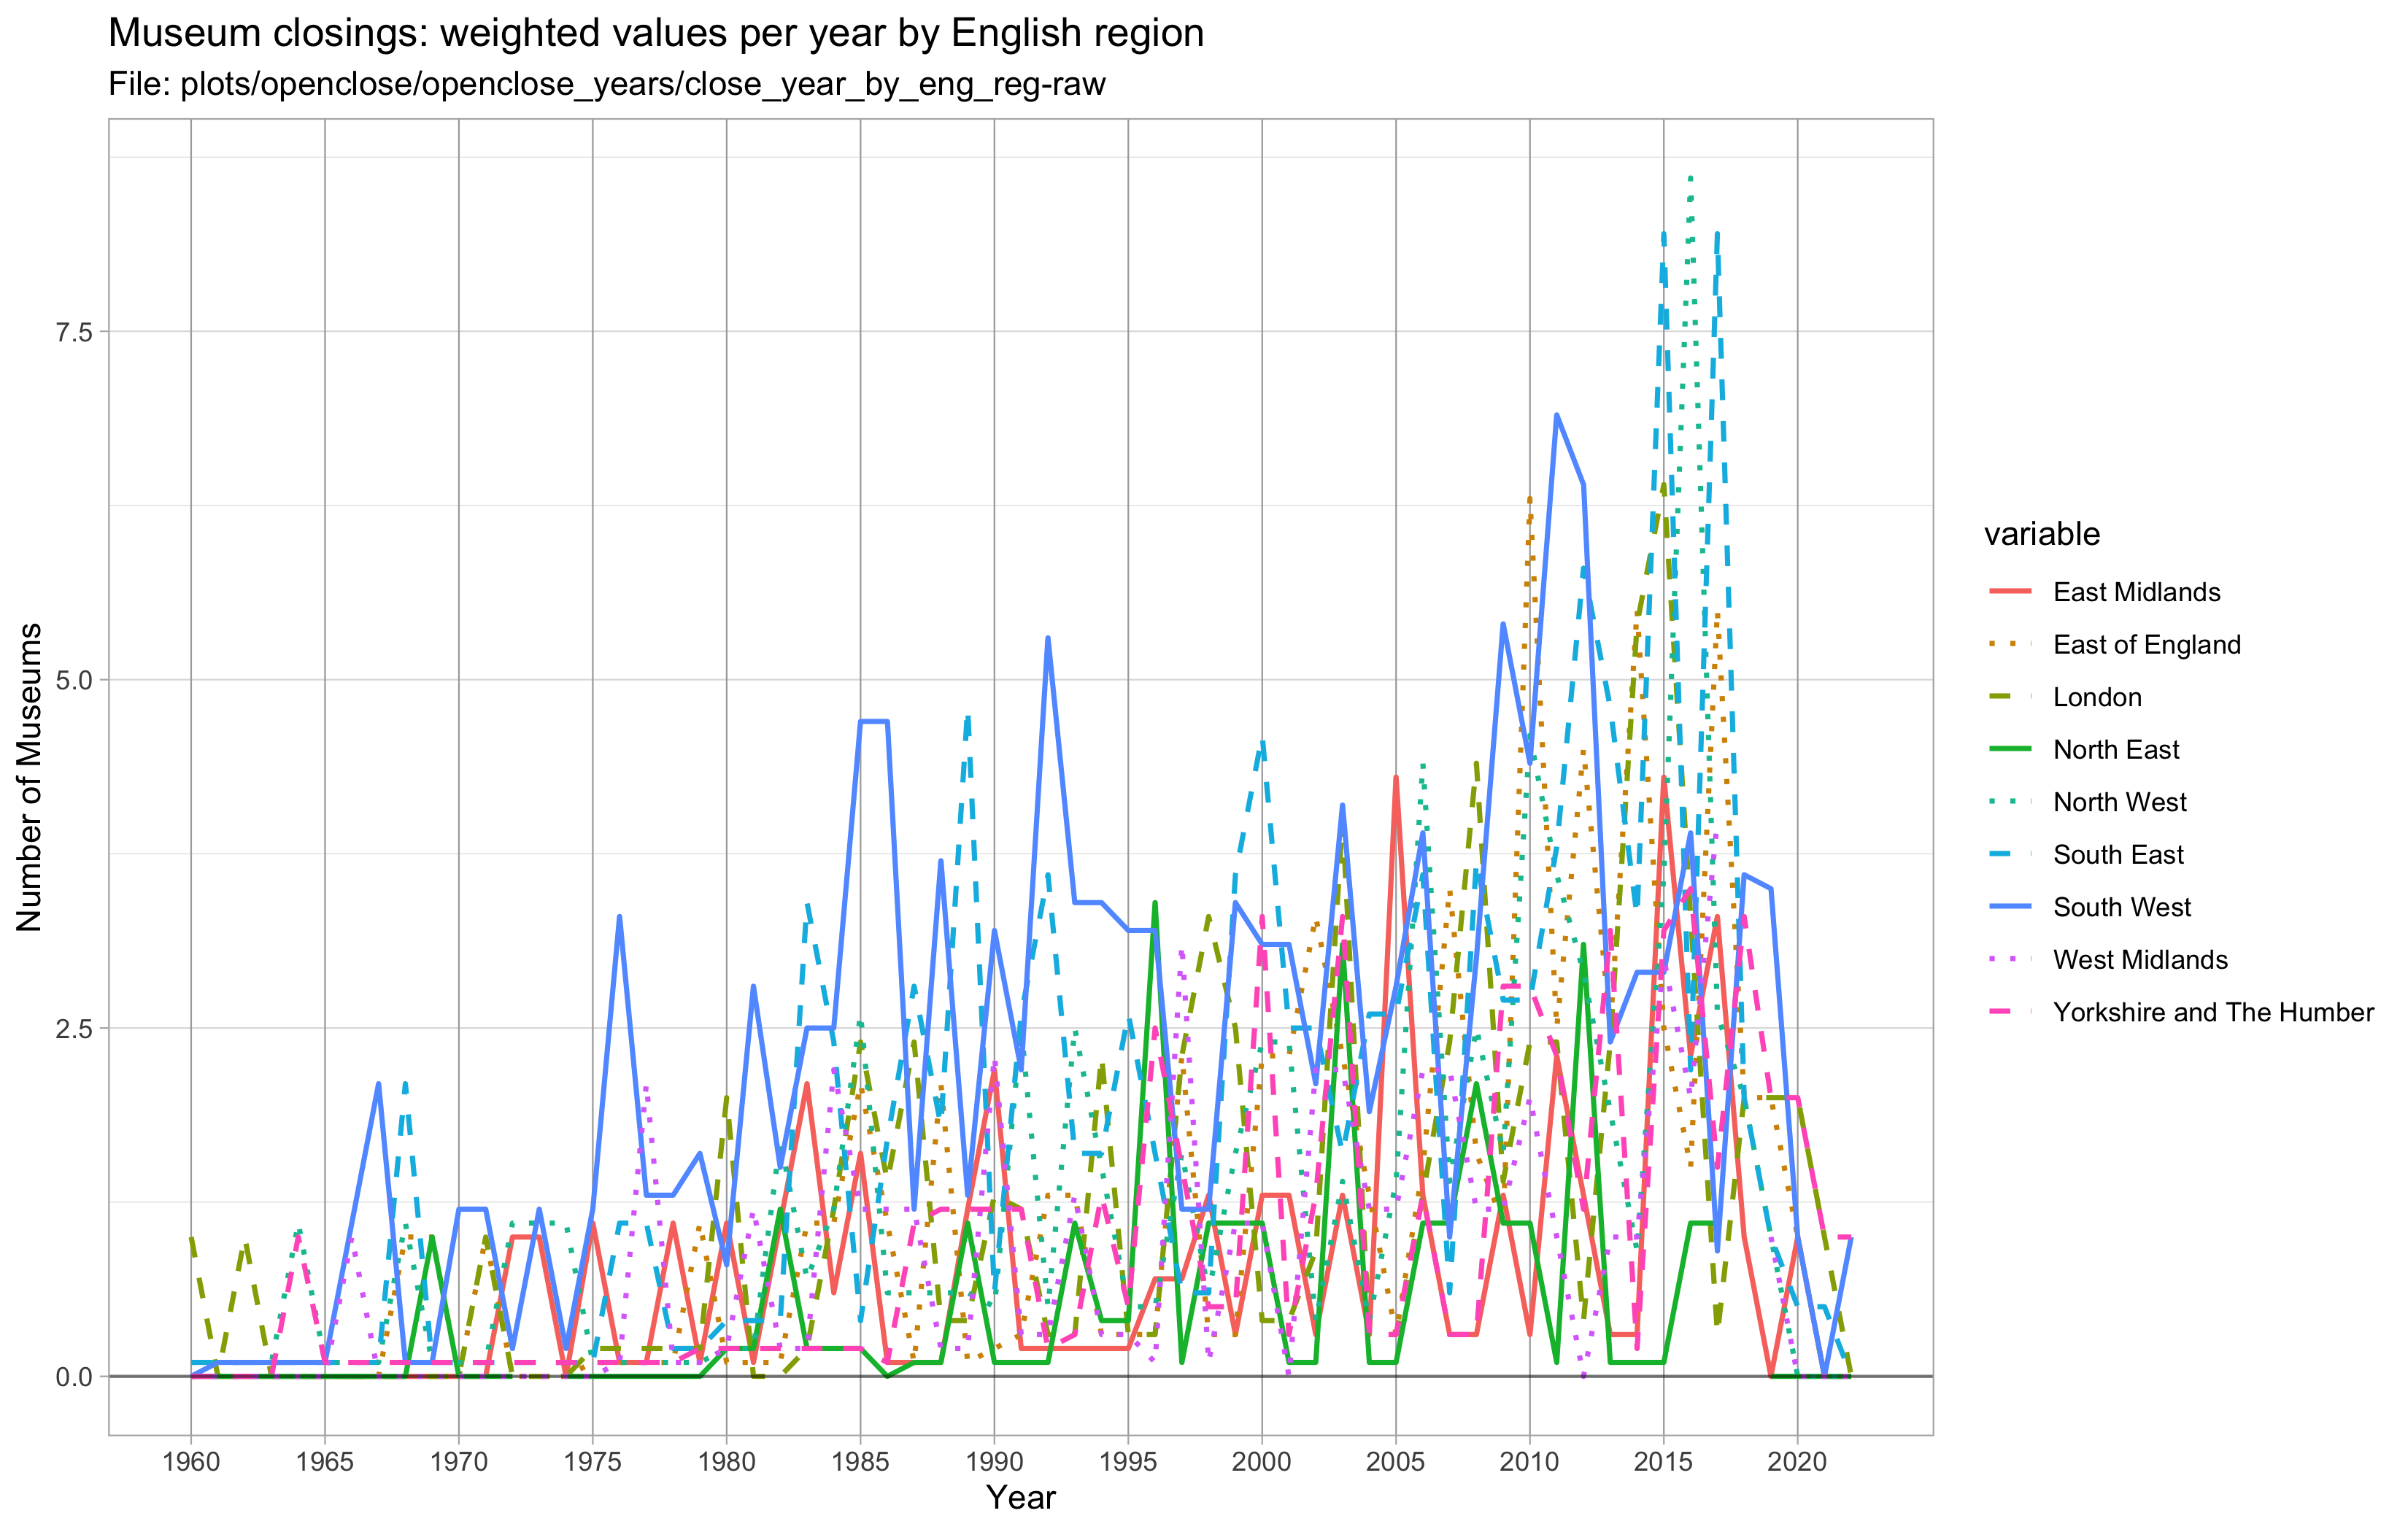 Museum closings: weighted values per year by English region
File: plots/openclose/openclose_years/close_year_by_eng_reg-raw
Number of Museums
7.5
5.0
2.5
0.0
1960 1965 1970 1975 1980 1985 1990 1995 2000 2005 2010 2015 2020
Year
variable
East Midlands
East of England
London
North East
North West
South East
South West
West Midlands
Yorkshire and The Humber